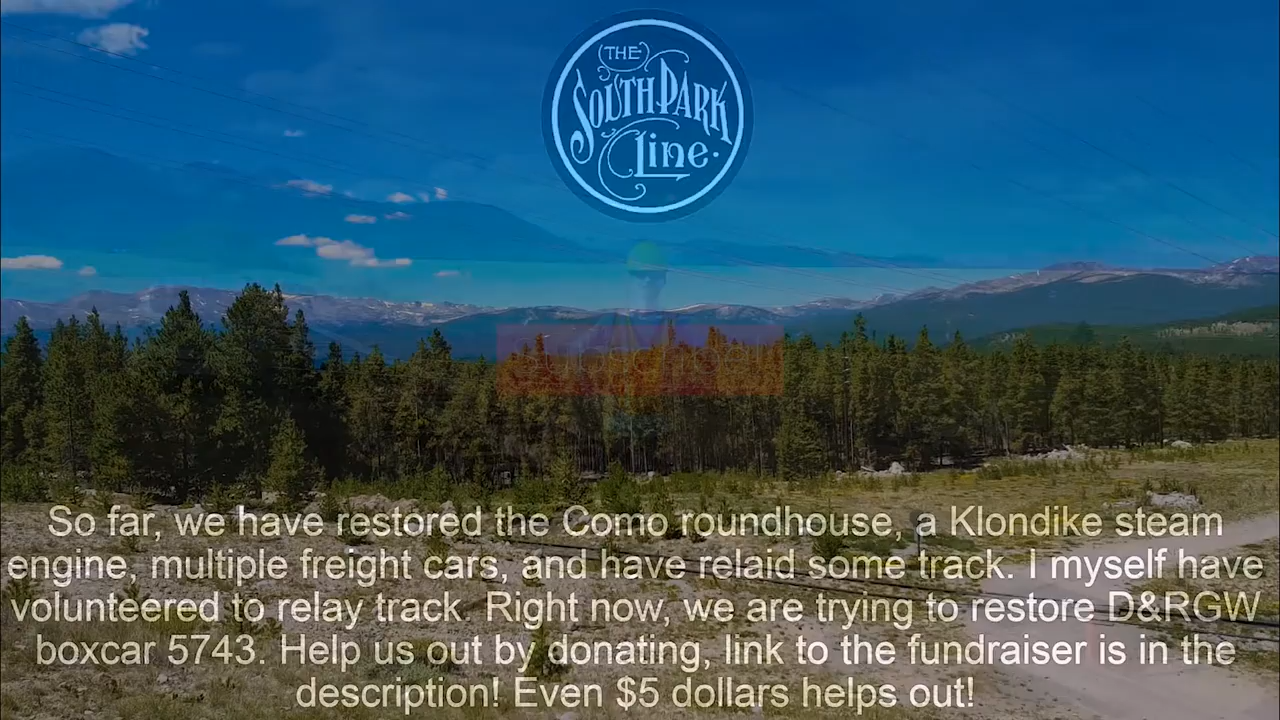 (THE)
SOUTH PARK
Line.
So far, we have restored the Como roundhouse, a Klondike steam
engine, multiple freight cars, and have relaid some track. I myself have
volunteered to relay track. Right now, we are trying to restore D&RGW
boxcar 5743. Help us out by donating, link to the fundraiser is in the
description! Even $5 dollars helps out!